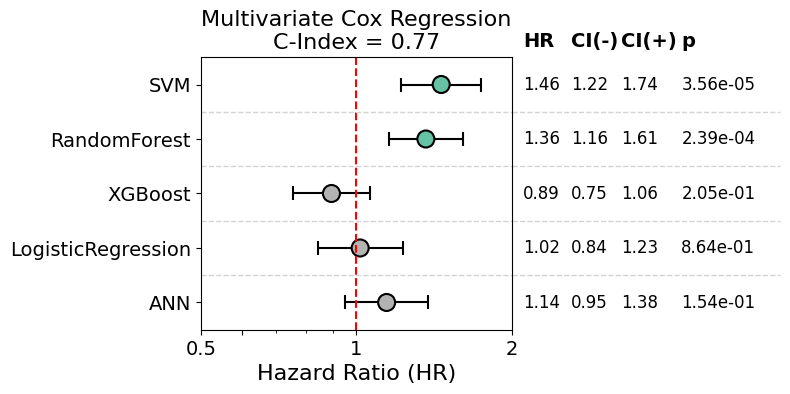 Multivariate Cox Regression
C-Index = 0.77
HR CI(-) CI(+) p
SVM 1.46 1.22 1.74 3.56e-05
RandomForest 1.36 1.16 1.61 2.39e-04
XGBoost 0.89 0.75 1.06 2.05e-01
LogisticRegression 1.02 0.84 1.23 8.64e-01
ANN 1.14 0.95 1.38 1.54e-01
0.5 1 2
Hazard Ratio (HR)